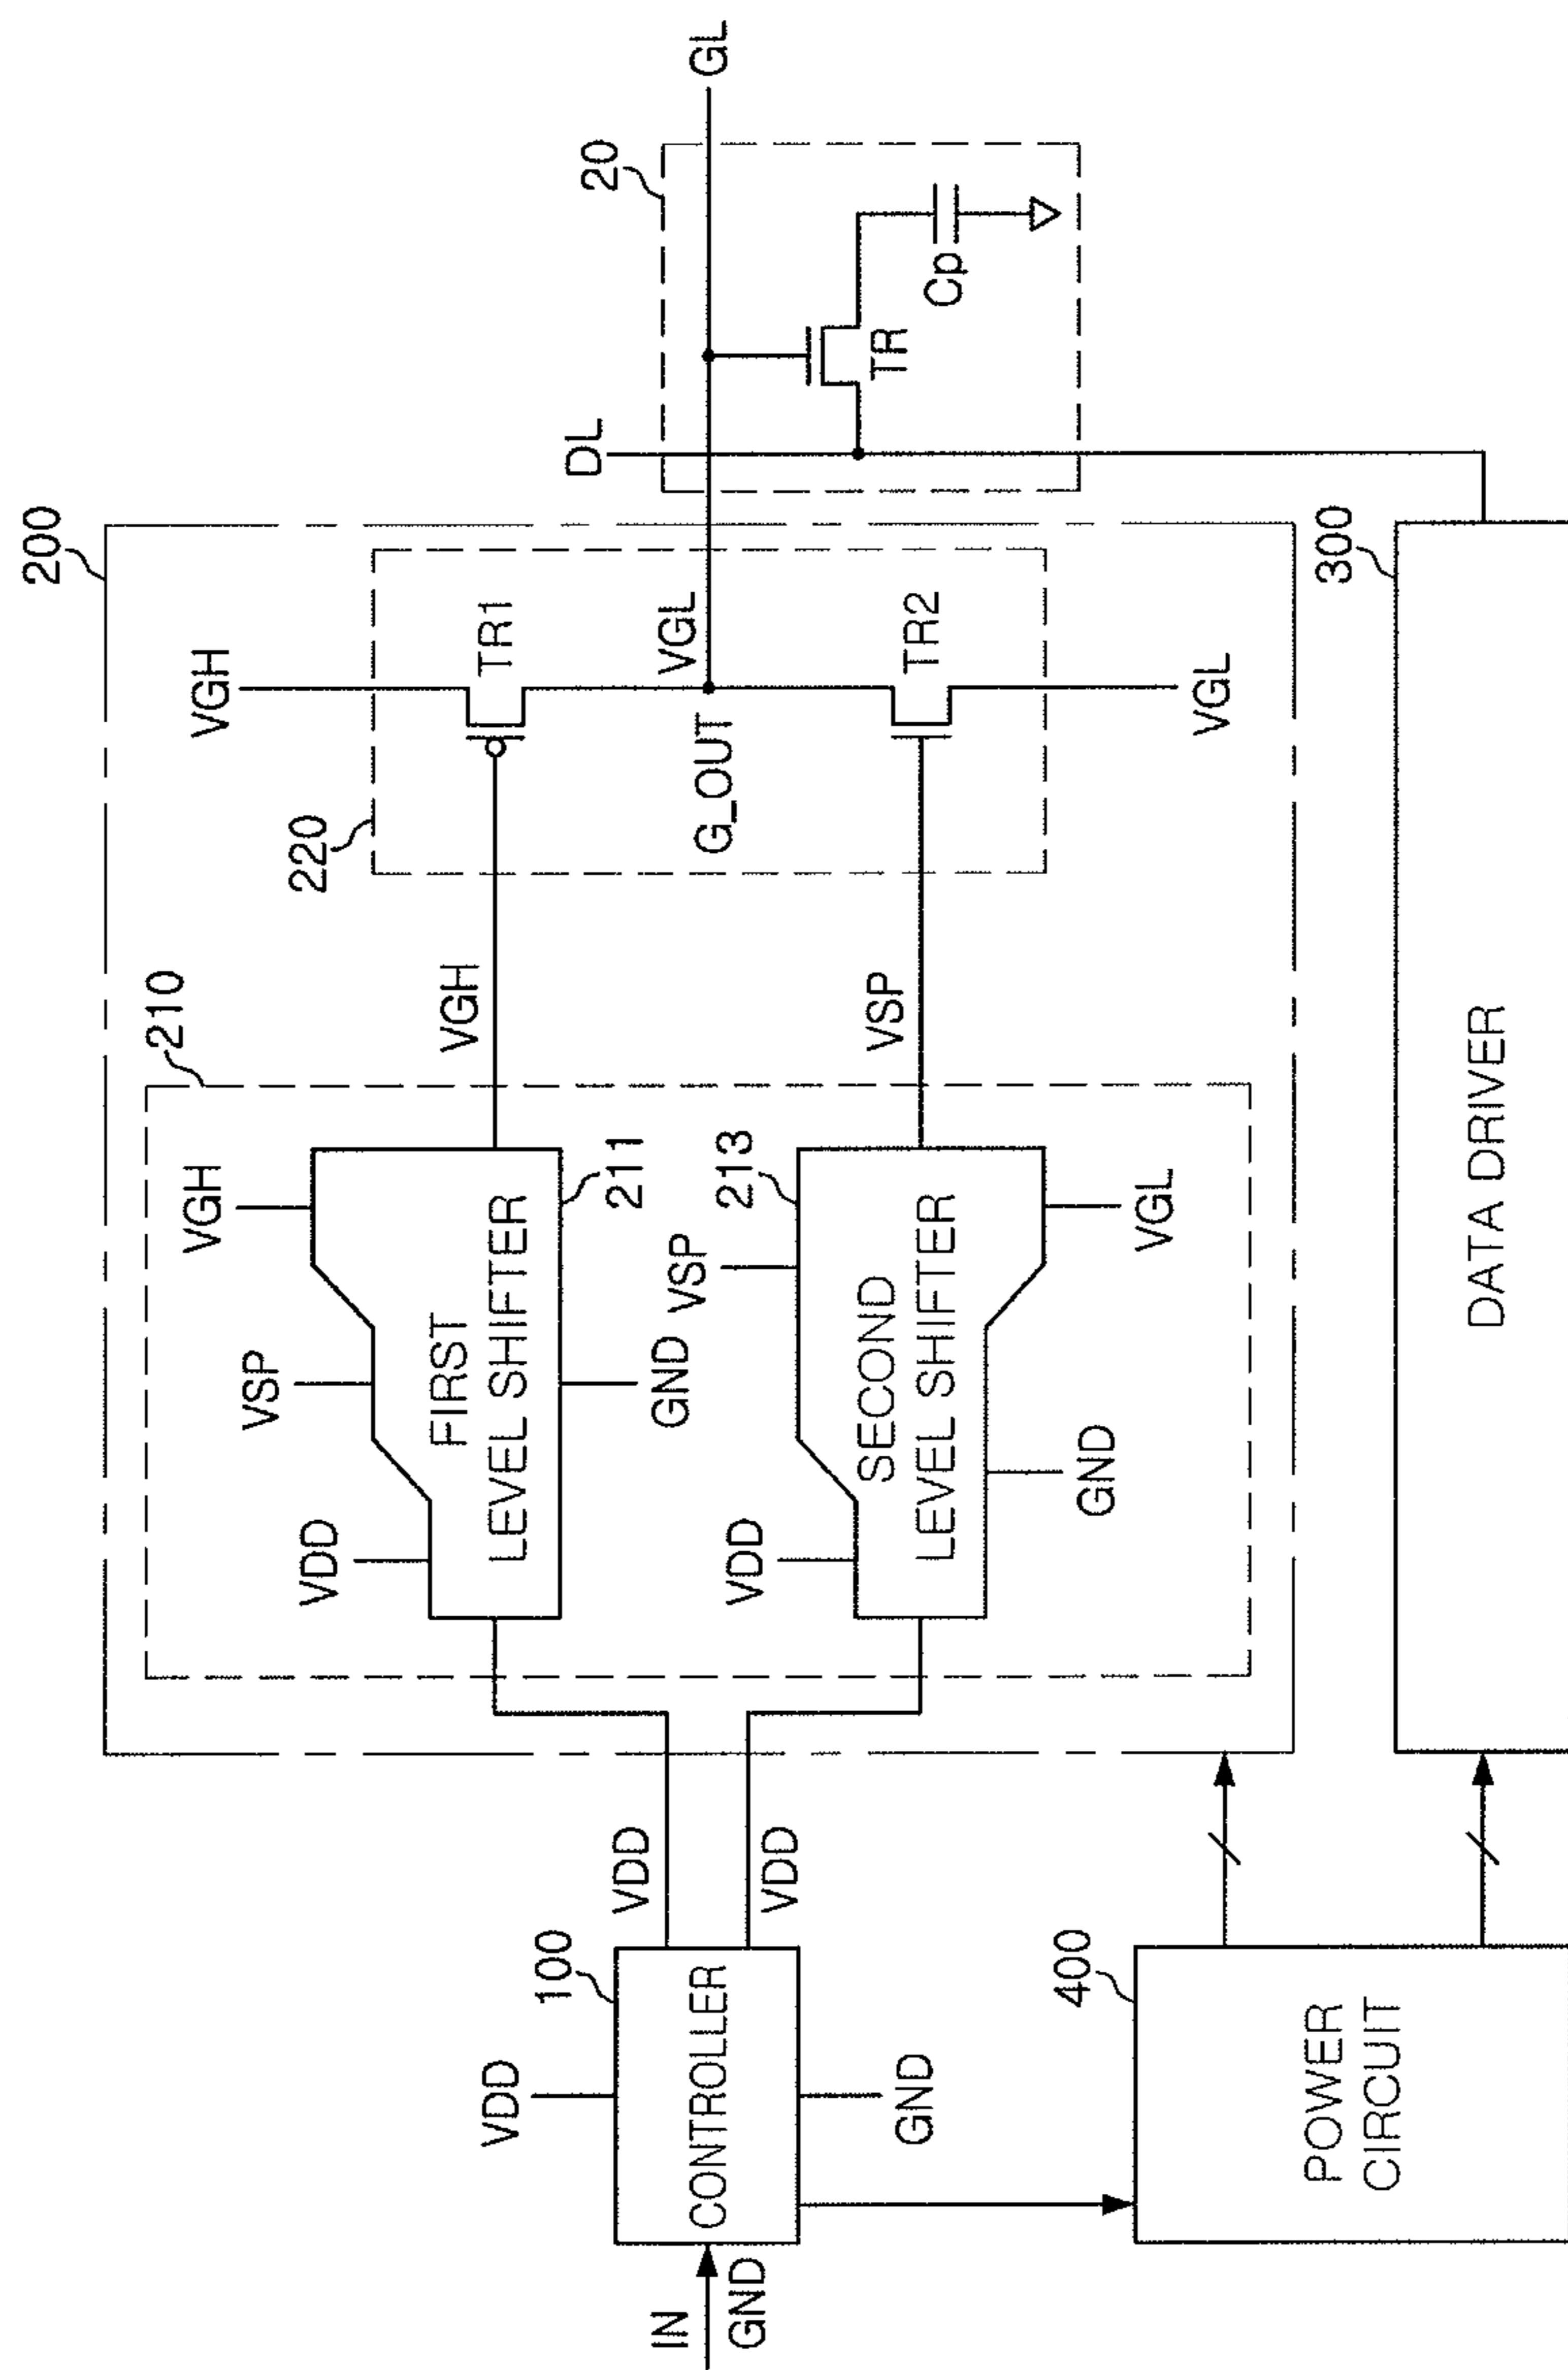 200
20
GL
DL
VGH
220
TR1
VGL
G_OUT
TR2
VGL
TR
Cp
210
VGH
VSP
VGH
VSP
VDD
FIRST
LEVEL SHIFTER
211
GND
213
VSP
VDD
SECOND
LEVEL SHIFTER
GND
VGL
300
DATA DRIVER
VDD
VDD
100
VDD
CONTROLLER
GND
IN
GND
400
POWER
CIRCUIT